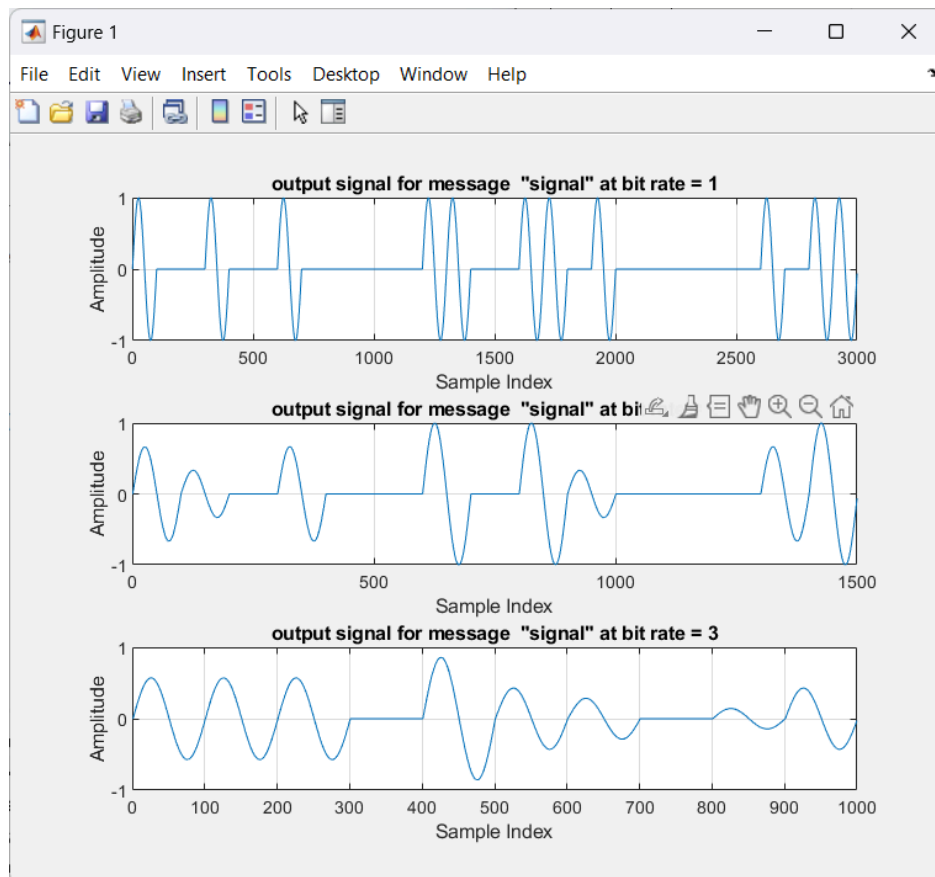 Figure 1
File Edit View Insert Tools Desktop Window Help
output signal for message "signal" at bit rate = 1
Amplitude
1
0
-1
0 500 1000 1500 2000 2500 3000
Sample Index
output signal for message "signal" at bit
Amplitude
1
0
-1
0 500 1000 1500
Sample Index
output signal for message "signal" at bit rate = 3
Amplitude
1
0
-1
0 100 200 300 400 500 600 700 800 900 1000
Sample Index